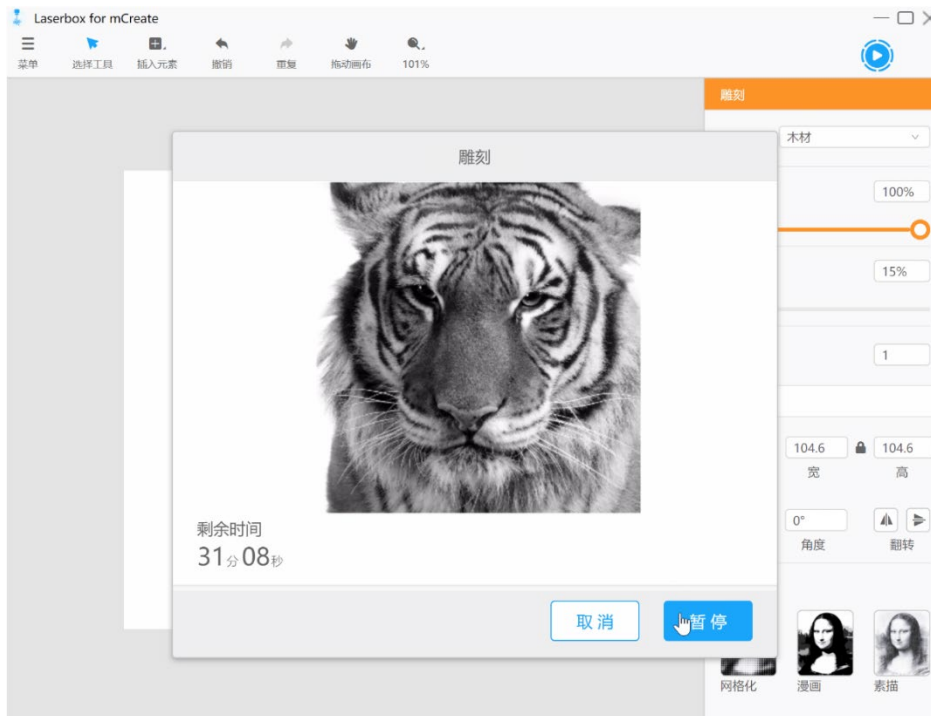 Laserbox for mCreate
菜单 选择工具 插入元素 撤销 重复 拖动画布 101%
雕刻
木材
雕刻
100%
15%
1
104.6 104.6
宽 高
剩余时间
31分08秒
0°
角度 翻转
取消 暂停
网格化 漫画 素描